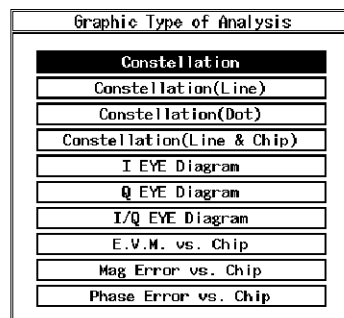 Graphic Type of Analysis
Constellation
Constellation(Line)
Constellation(Dot)
Constellation(Line & Chip)
I EYE Diagram
Q EYE Diagram
I/Q EYE Diagram
E.V.M. vs. Chip
Mag Error vs. Chip
Phase Error vs. Chip